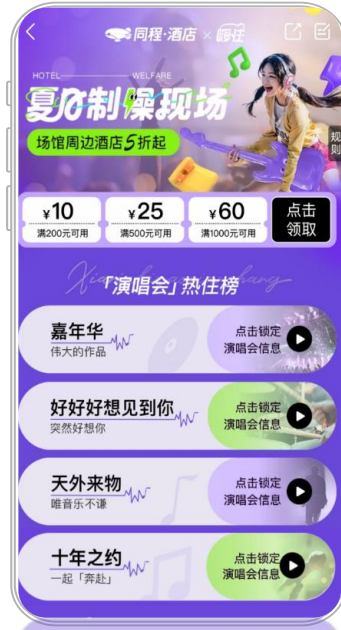 同程·酒店 ×
HOTEL WELFARE
夏日制燥现场
场馆周边酒店5折起
规则
¥10
满200元可用
¥25
满500元可用
¥60
满1000元可用
点击
领取
「演唱会」热住榜
嘉年华
伟大的作品
点击锁定
演唱会信息
好好好想见到你
突然好想你
点击锁定
演唱会信息
天外来物
唯音乐不谦
点击锁定
演唱会信息
十年之约
一起「奔赴」
点击锁定
演唱会信息